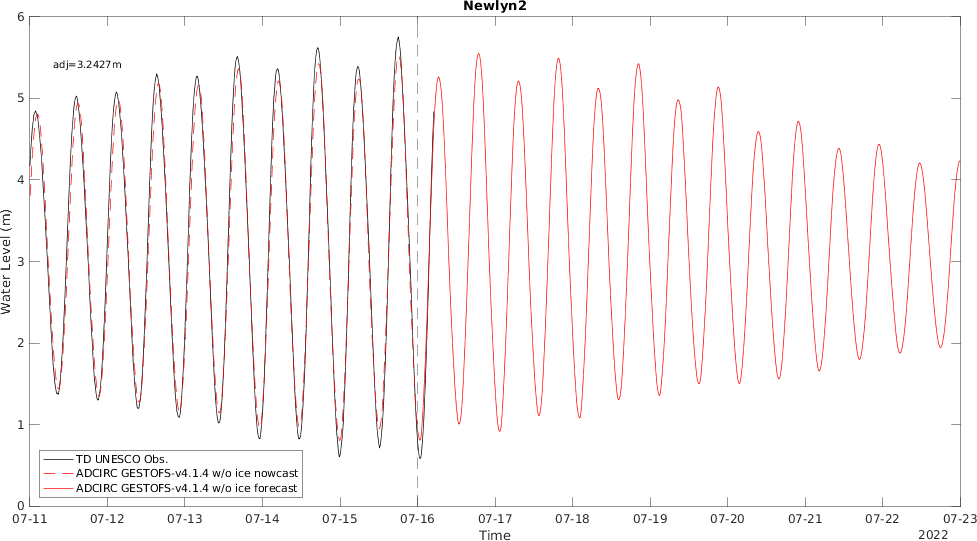 Newlyn2
6
5
4
3
2
1
0
Water Level (m)
adj=3.2427m
TD UNESCO Obs.
ADCIRC GESTOFS-v4.1.4 w/o ice nowcast
ADCIRC GESTOFS-v4.1.4 w/o ice forecast
07-11 07-12 07-13 07-14 07-15 07-16 07-17 07-18 07-19 07-20 07-21 07-22 07-23
Time
2022